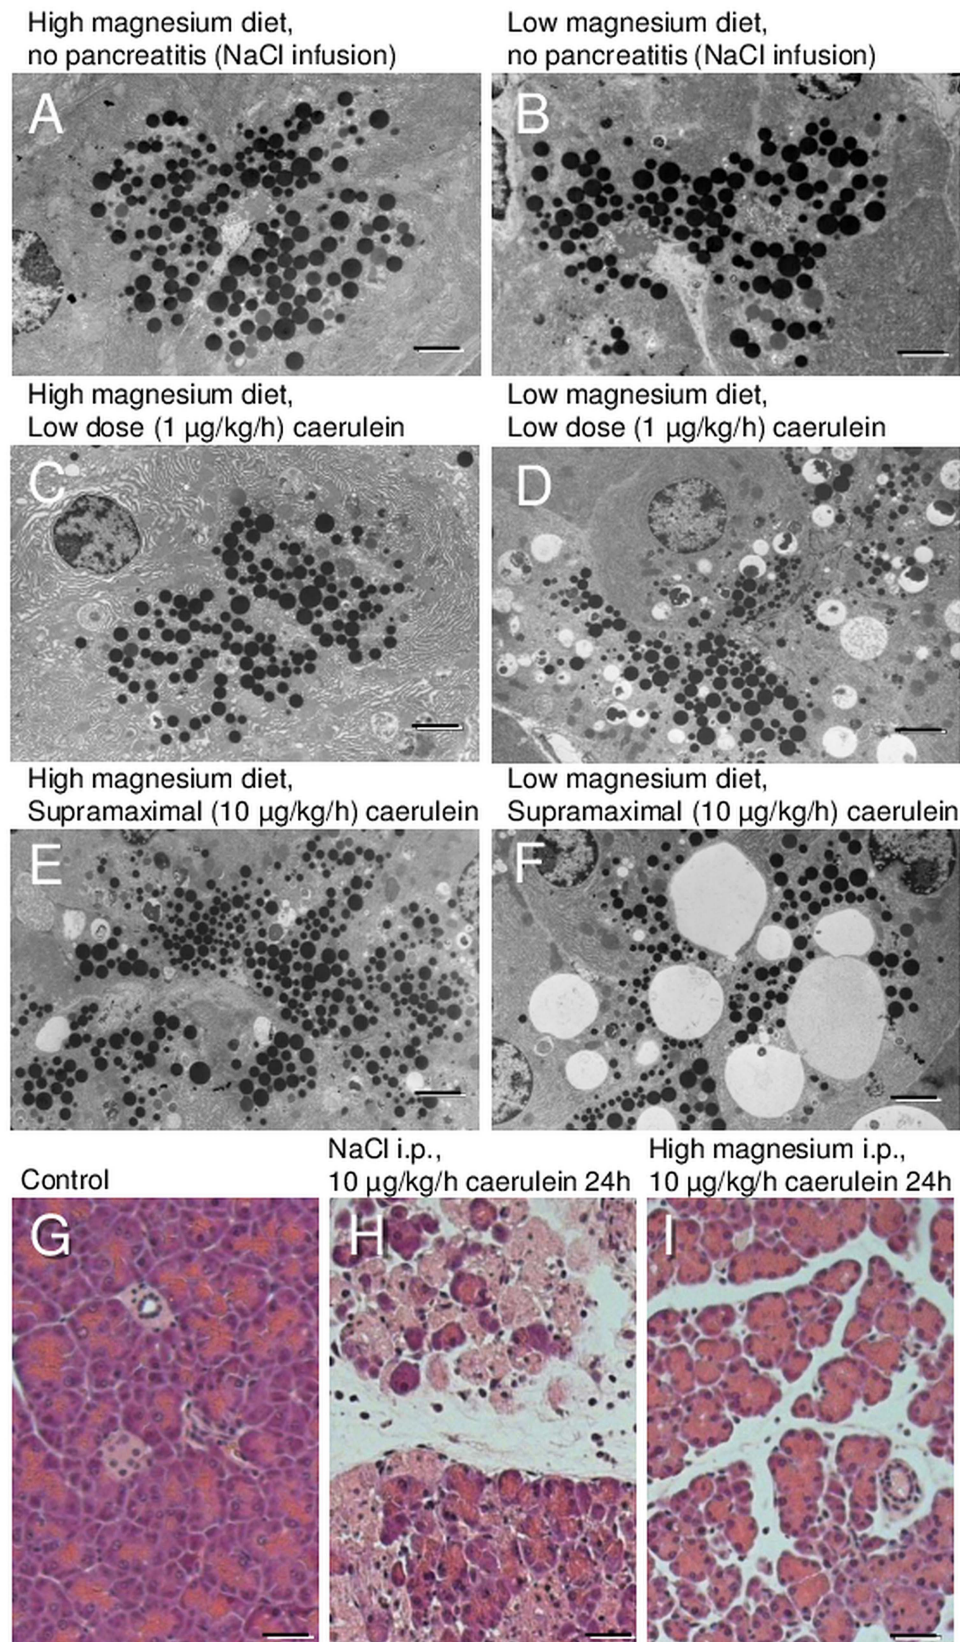 High magnesium diet,
no pancreatitis (NaCl infusion)
Low magnesium diet,
no pancreatitis (NaCl infusion)
A
B
High magnesium diet,
Low dose (1 µg/kg/h) caerulein
Low magnesium diet,
Low dose (1 µg/kg/h) caerulein
C
D
High magnesium diet,
Supramaximal (10 µg/kg/h) caerulein
Low magnesium diet,
Supramaximal (10 µg/kg/h) caerulein
E
F
Control
NaCl i.p.,
10 µg/kg/h caerulein 24h
High magnesium i.p.,
10 µg/kg/h caerulein 24h
G
H
I